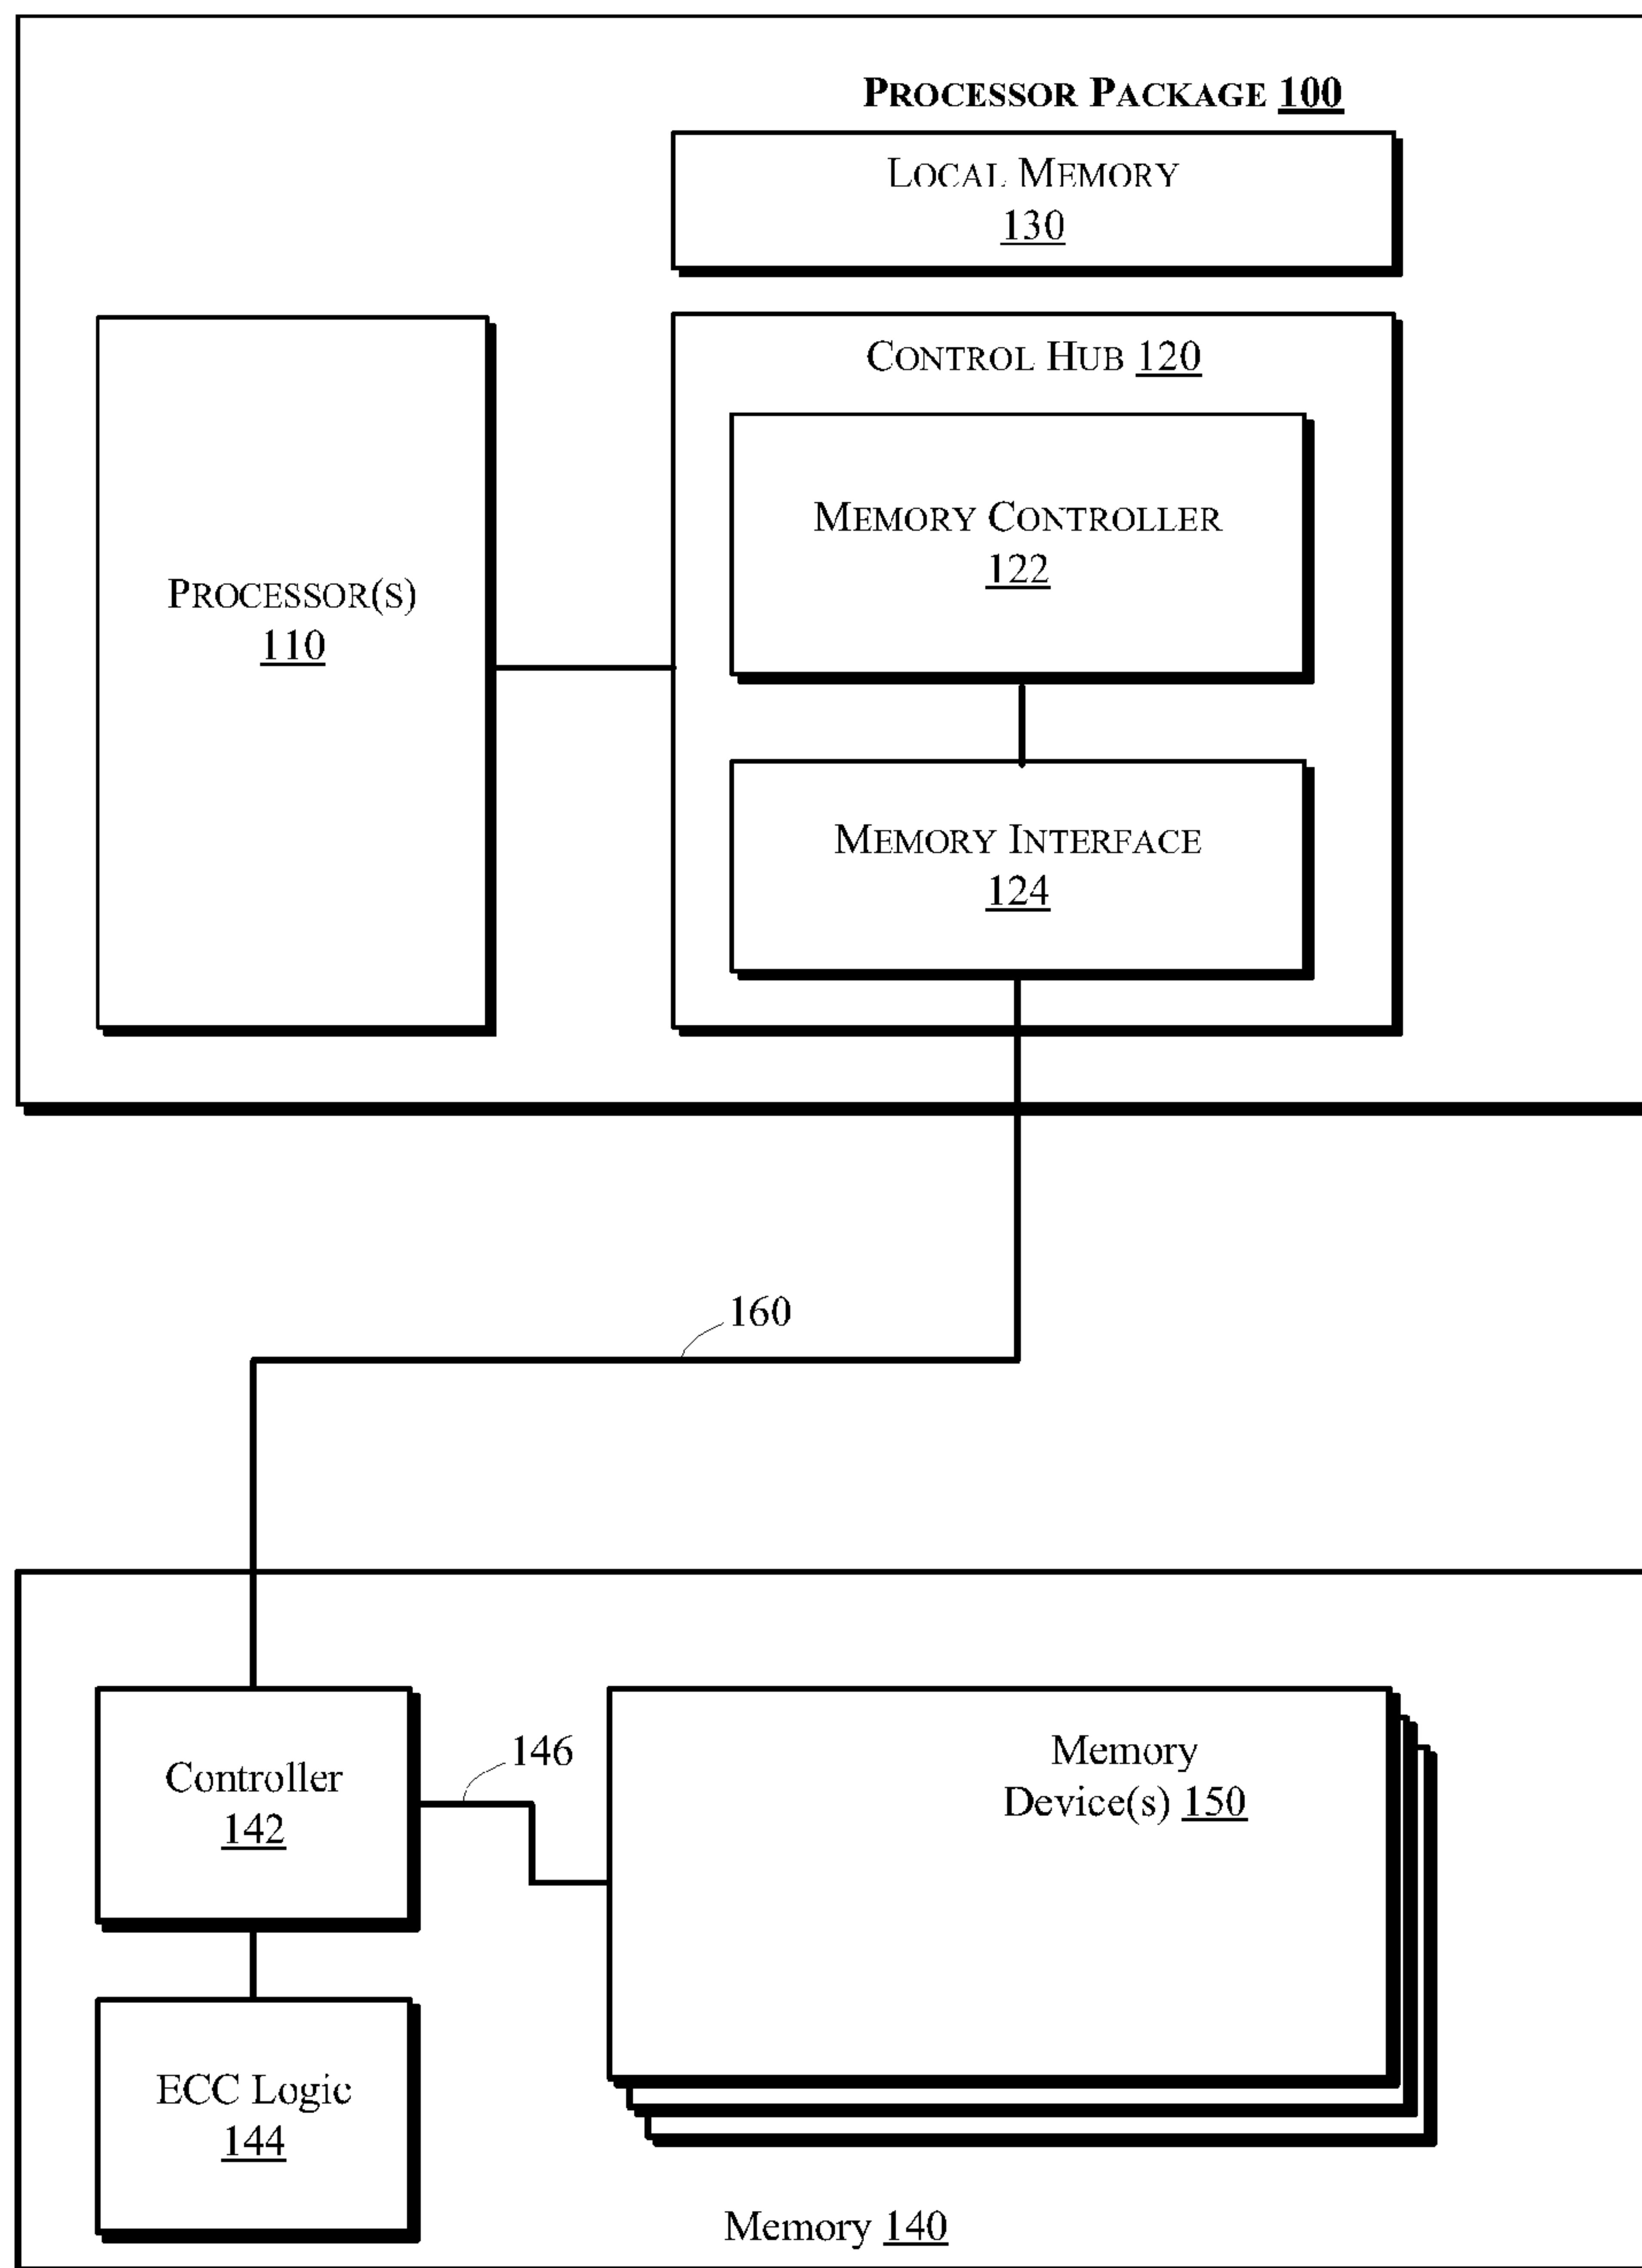 PROCESSOR PACKAGE 100
LOCAL MEMORY
130
CONTROL HUB 120
MEMORY CONTROLLER
122
PROCESSOR(S)
110
MEMORY INTERFACE
124
160
Controller
142
146
Memory
Device(s) 150
ECC Logic
144
Memory 140